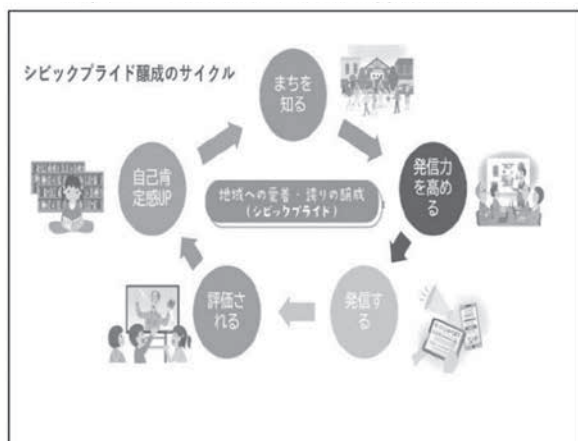 シビックプライド醸成のサイクル
まちを
知る
発信力
を高め
る
発信す
る
評価さ
れる
自己肯
定感UP
地域への愛着・誇りの醸成
(シビックプライド)